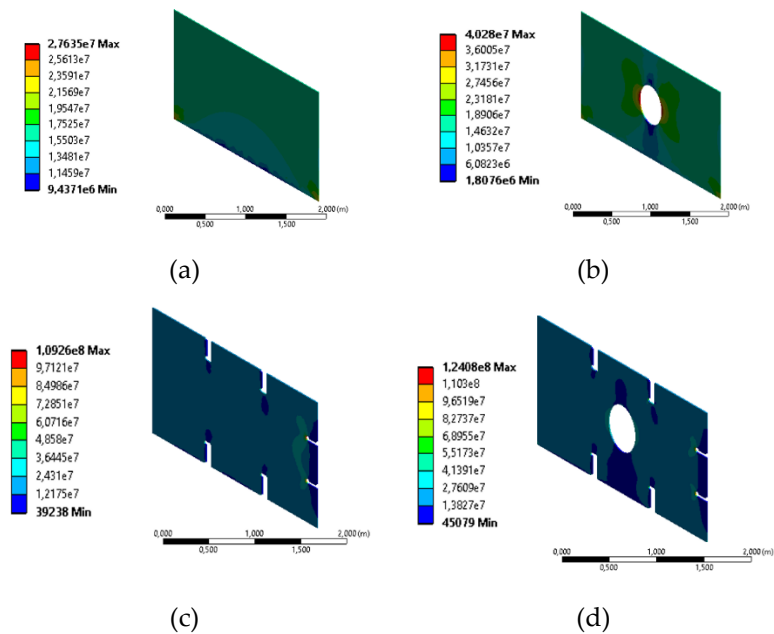 2,7635e7 Max
2,5613e7
2,3591e7
2,1569e7
1,9547e7
1,7525e7
1,5503e7
1,3481e7
1,1459e7
9,4371e6 Min
0,000 1,000 2,000 (m)
0,500 1,500
(a)
4,028e7 Max
3,6005e7
3,1731e7
2,7456e7
2,3181e7
1,8906e7
1,4632e7
1,0357e7
6,0823e6
1,8076e6 Min
0,000 1,000 2,000 (m)
0,500 1,500
(b)
1,0926e8 Max
9,7121e7
8,4986e7
7,2851e7
6,0716e7
4,858e7
3,6445e7
2,431e7
1,2175e7
39238 Min
0,000 1,000 2,000 (m)
0,500 1,500
(c)
1,2408e8 Max
1,103e8
9,6519e7
8,2737e7
6,8955e7
5,5173e7
4,1391e7
2,7609e7
1,3827e7
45079 Min
0,000 1,000 2,000 (m)
0,500 1,500
(d)